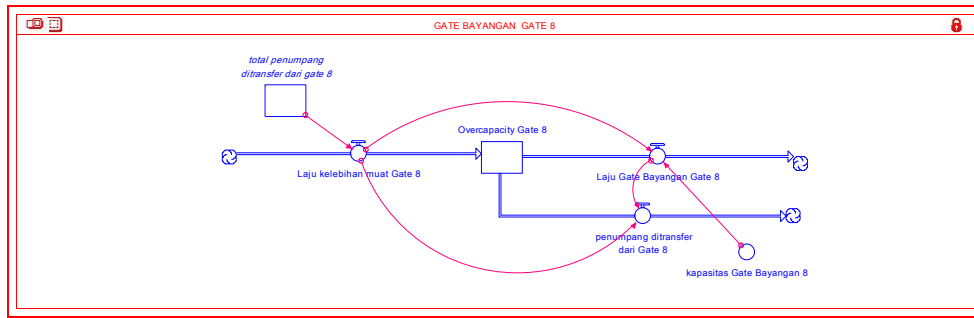 GATE BAYANGAN GATE 8
total penumpang
ditransfer dari gate 8
Overcapacity Gate 8
Laju kelebihan muat Gate 8
Laju Gate Bayangan Gate 8
penumpang ditransfer
dari Gate 8
kapasitas Gate Bayangan 8